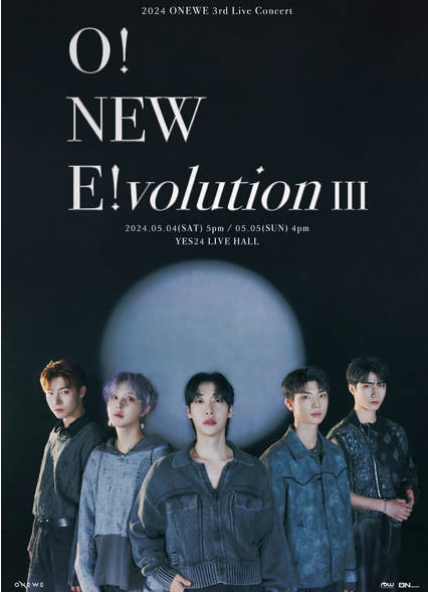 2024 ONEWE 3rd Live Concert
O!
NEW
E!volution III
2024.05.04(SAT) 5pm / 05.05(SUN) 4pm
YES24 LIVE HALL
ONEWE
rbw